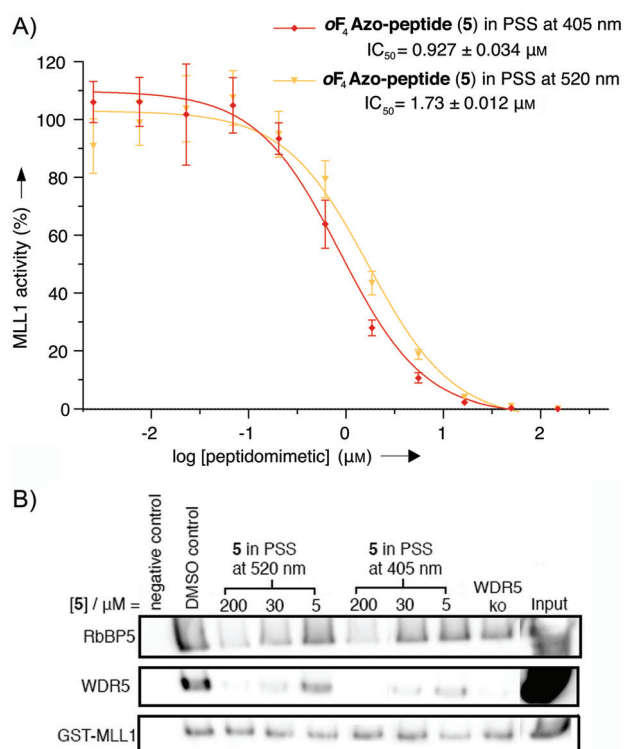 A)
oF4 Azo-peptide (5) in PSS at 405 nm
IC50 = 0.927 ± 0.034 µM
oF4 Azo-peptide (5) in PSS at 520 nm
IC50 = 1.73 ± 0.012 µM
120
100
80
60
40
20
0
MLL1 activity (%)
-2 -1 0 1 2
log [peptidomimetic] (µM)
B)
negative control
DMSO control
5 in PSS
at 520 nm
5 in PSS
at 405 nm
WDR5
ko
Input
[5] / µM = 200 30 5 200 30 5
RbBP5
WDR5
GST-MLL1